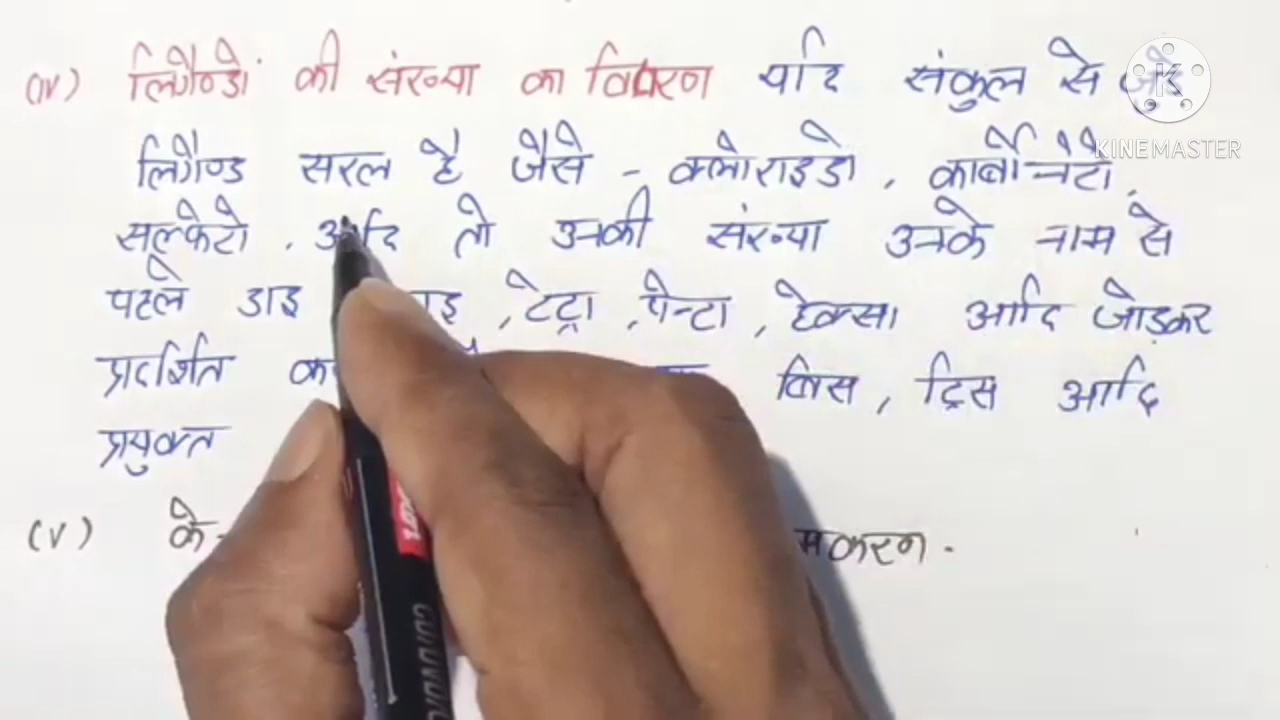 (iv) लिगैण्डों की संख्या का विवरण यदि संकुल से जुड़े
लिगैण्ड सरल है जैसे - क्लोराइडो, कार्बोनेटो,
सल्फेटो, आदि तो उनकी संख्या उनके नाम से
पहले डाइ , टेट्रा, पेन्टा, हेक्सा आदि जोड़कर
प्रदर्शित बिस, ट्रिस आदि
प्रयुक्त
(v)
K
KINEMASTER